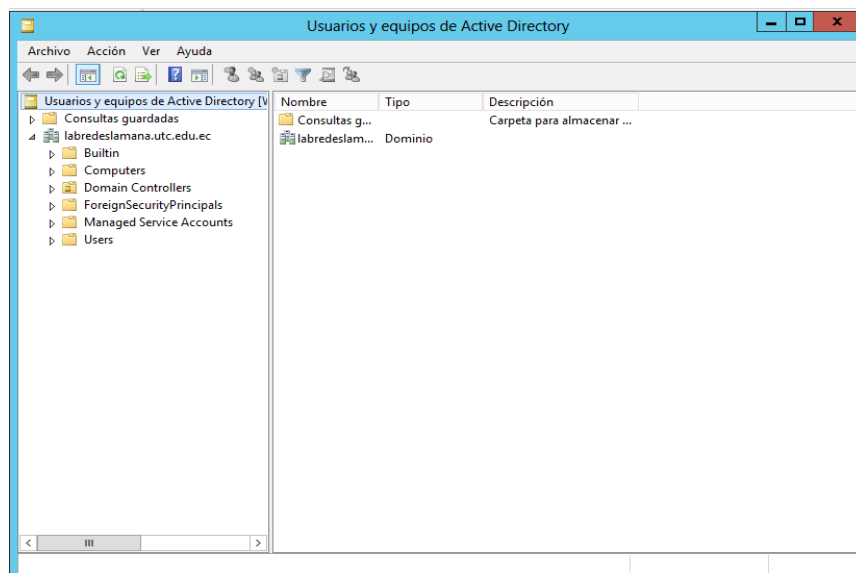 Usuarios y equipos de Active Directory
Archivo Acción Ver Ayuda
Usuarios y equipos de Active Directory [V
Consultas guardadas
labredeslamana.utc.edu.ec
Builtin
Computers
Domain Controllers
ForeignSecurityPrincipals
Managed Service Accounts
Users
Nombre Tipo Descripción
Consultas g... Carpeta para almacenar ...
labredeslam... Dominio